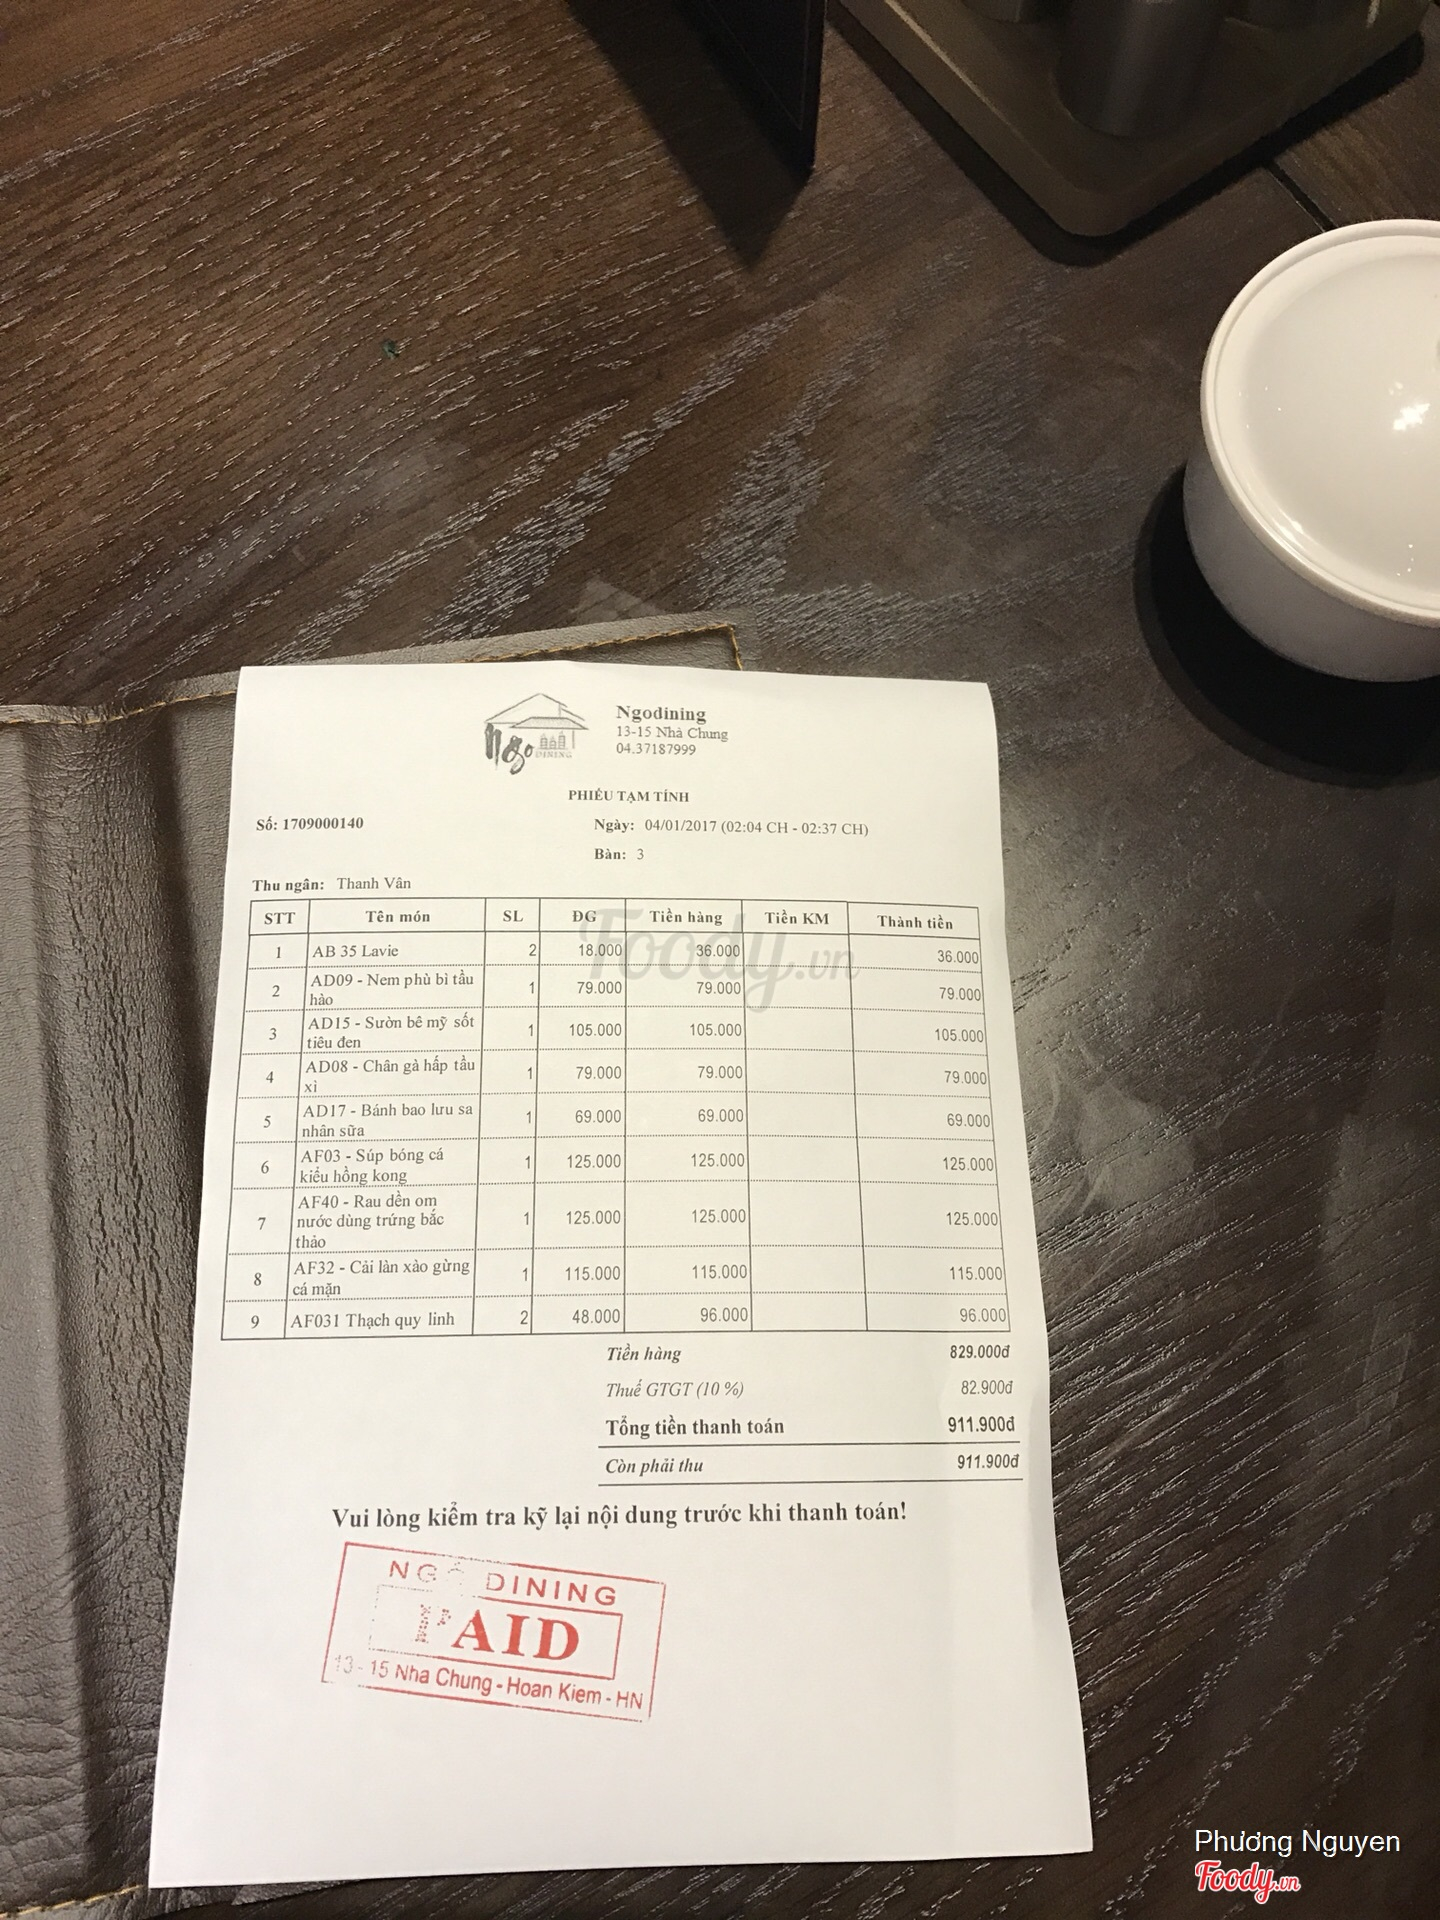 Ngo
DINING
Ngodining
13-15 Nhà Chung
04.37187999
PHIẾU TẠM TÍNH
Số: 1709000140
Ngày: 04/01/2017 (02:04 CH - 02:37 CH)
Bàn: 3
Thu ngân: Thanh Vân
STT Tên món SL ĐG Tiền hàng Tiền KM Thành tiền
1 AB 35 Lavie 2 18.000 36.000 36.000
2 AD09 - Nem phù bì tầu
hào 1 79.000 79.000 79.000
3 AD15 - Sườn bê mỹ sốt
tiêu đen 1 105.000 105.000 105.000
4 AD08 - Chân gà hấp tầu
xì 1 79.000 79.000 79.000
5 AD17 - Bánh bao lưu sa
nhân sữa 1 69.000 69.000 69.000
6 AF03 - Súp bóng cá
kiểu hồng kong 1 125.000 125.000 125.000
7 AF40 - Rau dền om
nước dùng trứng bắc
thảo 1 125.000 125.000 125.000
8 AF32 - Cải làn xào gừng
cá mặn 1 115.000 115.000 115.000
9 AF031 Thạch quy linh 2 48.000 96.000 96.000
Tiền hàng 829.000đ
Thuế GTGT (10 %) 82.900đ
Tổng tiền thanh toán 911.900đ
Còn phải thu 911.900đ
Vui lòng kiểm tra kỹ lại nội dung trước khi thanh toán!
NGÔ DINING
PAID
13 - 15 Nha Chung - Hoan Kiem - HN
Foody.vn
Phương Nguyen
Foody.vn